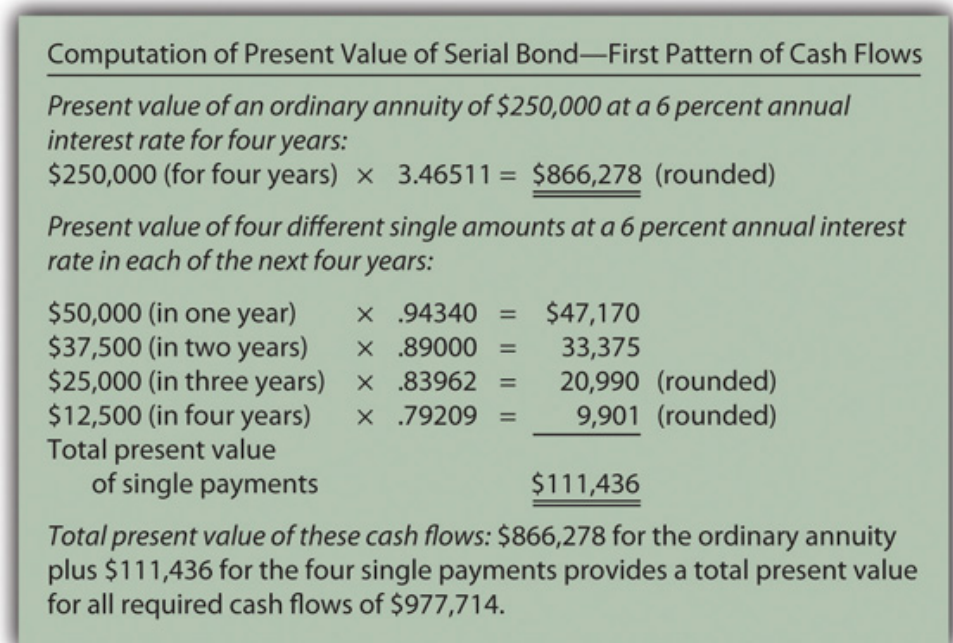 Computation of Present Value of Serial Bond—First Pattern of Cash Flows
Present value of an ordinary annuity of $250,000 at a 6 percent annual
interest rate for four years:
$250,000 (for four years) × 3.46511 = $866,278 (rounded)
Present value of four different single amounts at a 6 percent annual interest
rate in each of the next four years:
$50,000 (in one year) × .94340 = $47,170
$37,500 (in two years) × .89000 = 33,375
$25,000 (in three years) × .83962 = 20,990 (rounded)
$12,500 (in four years) × .79209 = 9,901 (rounded)
Total present value
of single payments $111,436
Total present value of these cash flows: $866,278 for the ordinary annuity
plus $111,436 for the four single payments provides a total present value
for all required cash flows of $977,714.